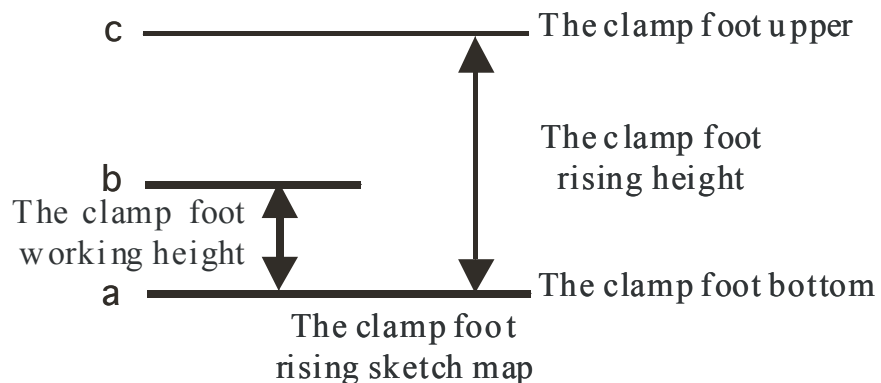 c
The clamp foot upper
The clamp foot
rising height
b
The clamp foot
working height
a
The clamp foot bottom
The clamp foot
rising sketch map